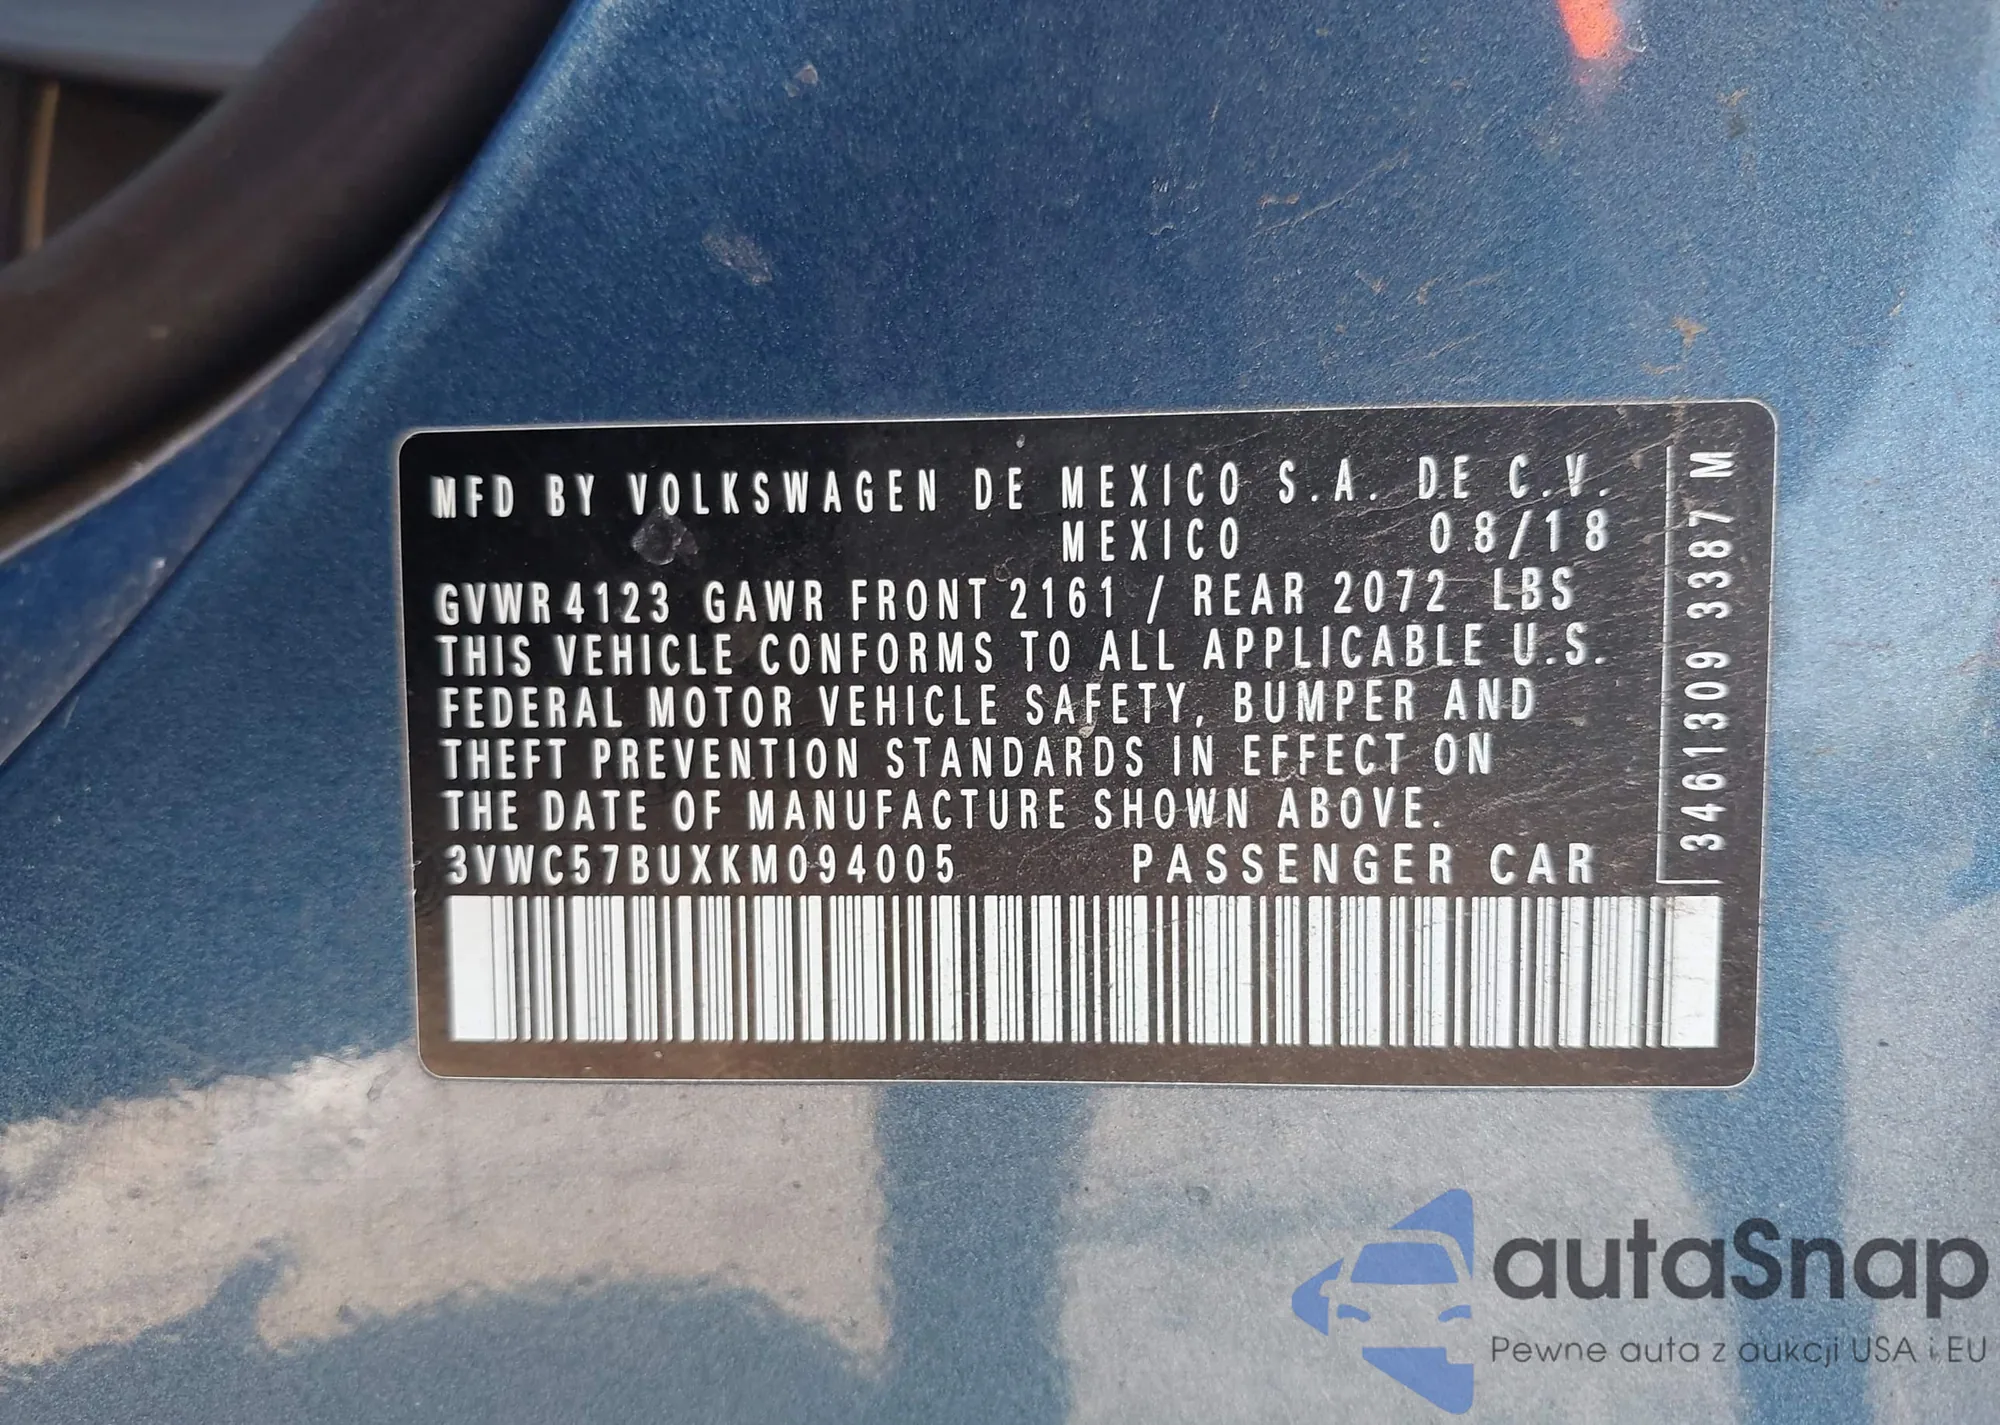 MFD BY VOLKSWAGEN DE MEXICO S.A. DE C.V.
MEXICO 08/18
GVWR 4123 GAWR FRONT 2161 / REAR 2072 LBS
THIS VEHICLE CONFORMS TO ALL APPLICABLE U.S.
FEDERAL MOTOR VEHICLE SAFETY, BUMPER AND
THEFT PREVENTION STANDARDS IN EFFECT ON
THE DATE OF MANUFACTURE SHOWN ABOVE.
3VWC57BUXKM094005 PASSENGER CAR
3461309 3387 M
autaSnap
Pewne auta z aukcji USA i EU